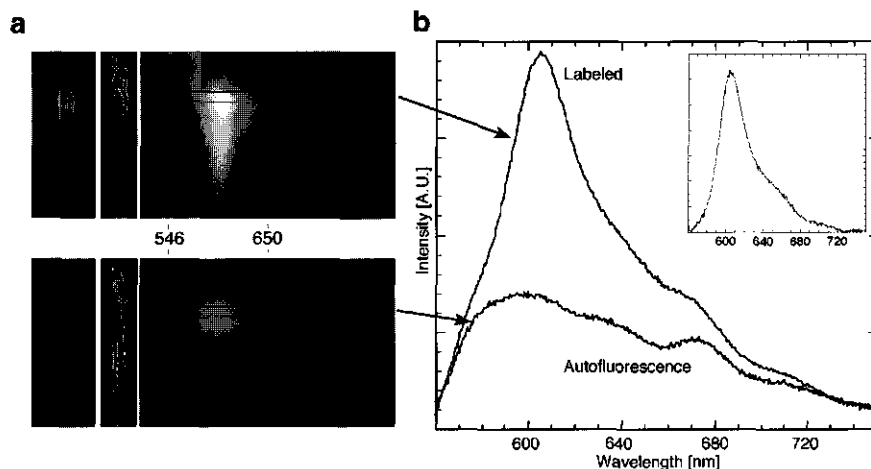 a
546 650
b
Labeled
Autofluorescence
Intensity [A.U.]
600 640 680 720
Wavelength [nm]
600 640 680 720